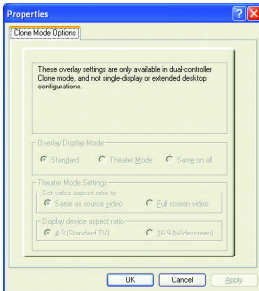 Properties
Clone Mode Options
These overlay settings are only available in dual-controller
Clone mode, and not single-display or extended desktop
configurations.
Overlay Display Mode
Standard Theater Mode Same on all
Theater Mode Settings
Set video aspect ratio to
Same as source video Full screen video
Display device aspect ratio
4:3 (Standard TV) 16:9 (Widescreen)
OK Cancel Apply